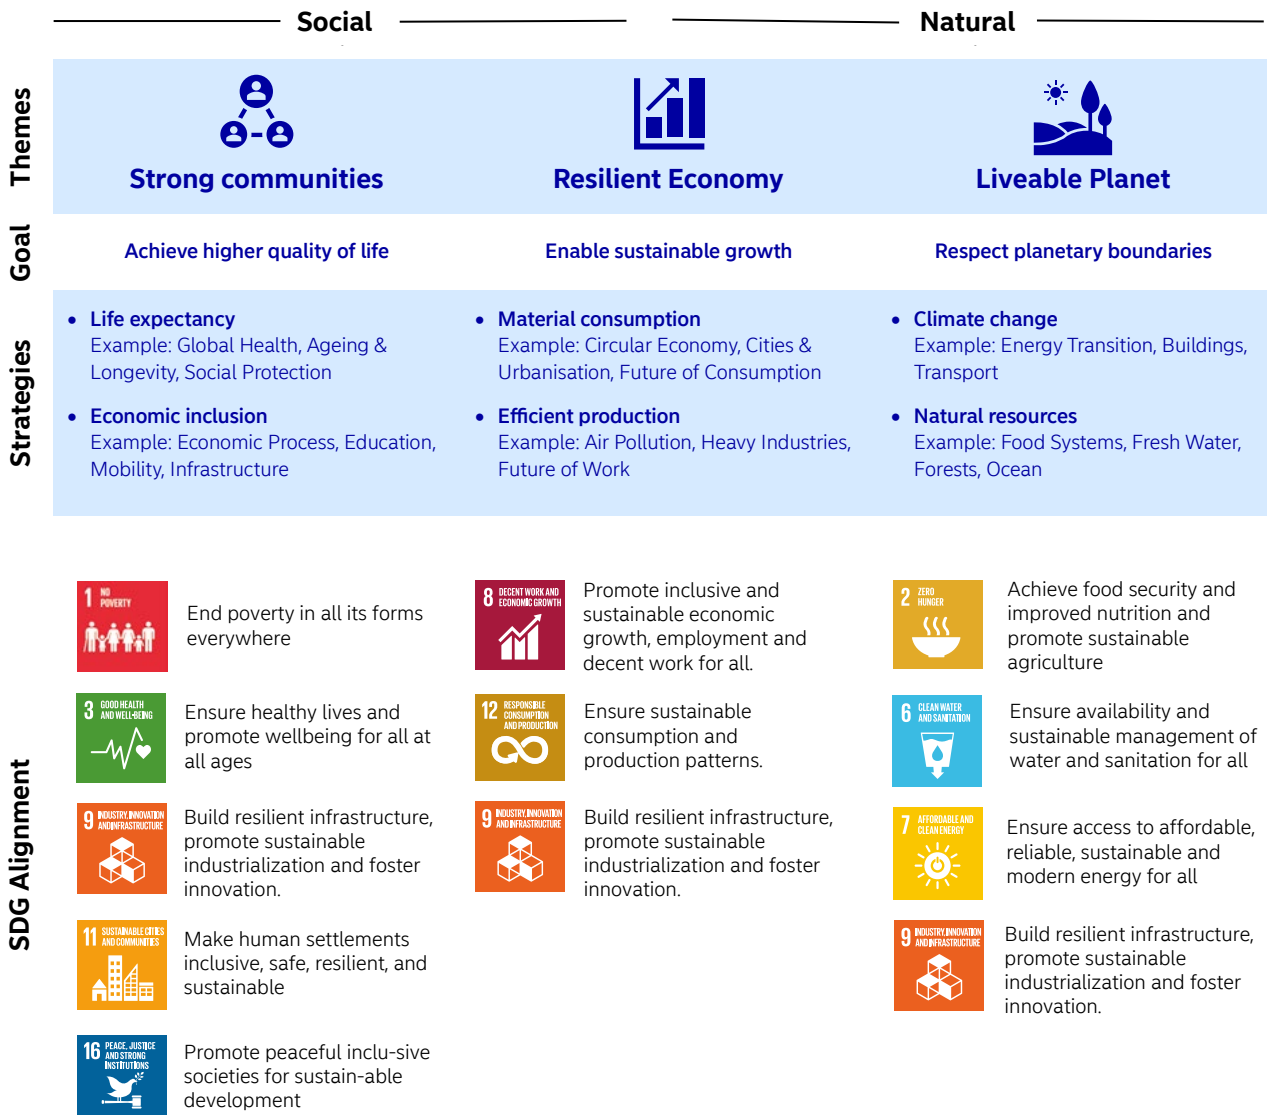 Social
Natural
Themes
Strong communities
Resilient Economy
Liveable Planet
Goal
Achieve higher quality of life
Enable sustainable growth
Respect planetary boundaries
Strategies
• Life expectancy
Example: Global Health, Ageing &
Longevity, Social Protection
• Economic inclusion
Example: Economic Process, Education,
Mobility, Infrastructure
• Material consumption
Example: Circular Economy, Cities &
Urbanisation, Future of Consumption
• Efficient production
Example: Air Pollution, Heavy Industries,
Future of Work
• Climate change
Example: Energy Transition, Buildings,
Transport
• Natural resources
Example: Food Systems, Fresh Water,
Forests, Ocean
SDG Alignment
1 NO
POVERTY
End poverty in all its forms
everywhere
3 GOOD HEALTH
AND WELL-BEING
Ensure healthy lives and
promote wellbeing for all at
all ages
9 INDUSTRY, INNOVATION
AND INFRASTRUCTURE
Build resilient infrastructure,
promote sustainable
industrialization and foster
innovation.
11 SUSTAINABLE CITIES
AND COMMUNITIES
Make human settlements
inclusive, safe, resilient, and
sustainable
16 PEACE, JUSTICE
AND STRONG
INSTITUTIONS
Promote peaceful inclu-sive
societies for sustain-able
development
8 DECENT WORK AND
ECONOMIC GROWTH
Promote inclusive and
sustainable economic
growth, employment and
decent work for all.
12 RESPONSIBLE
CONSUMPTION
AND PRODUCTION
Ensure sustainable
consumption and
production patterns.
9 INDUSTRY, INNOVATION
AND INFRASTRUCTURE
Build resilient infrastructure,
promote sustainable
industrialization and foster
innovation.
2 ZERO
HUNGER
Achieve food security and
improved nutrition and
promote sustainable
agriculture
6 CLEAN WATER
AND SANITATION
Ensure availability and
sustainable management of
water and sanitation for all
7 AFFORDABLE AND
CLEAN ENERGY
Ensure access to affordable,
reliable, sustainable and
modern energy for all
9 INDUSTRY, INNOVATION
AND INFRASTRUCTURE
Build resilient infrastructure,
promote sustainable
industrialization and foster
innovation.